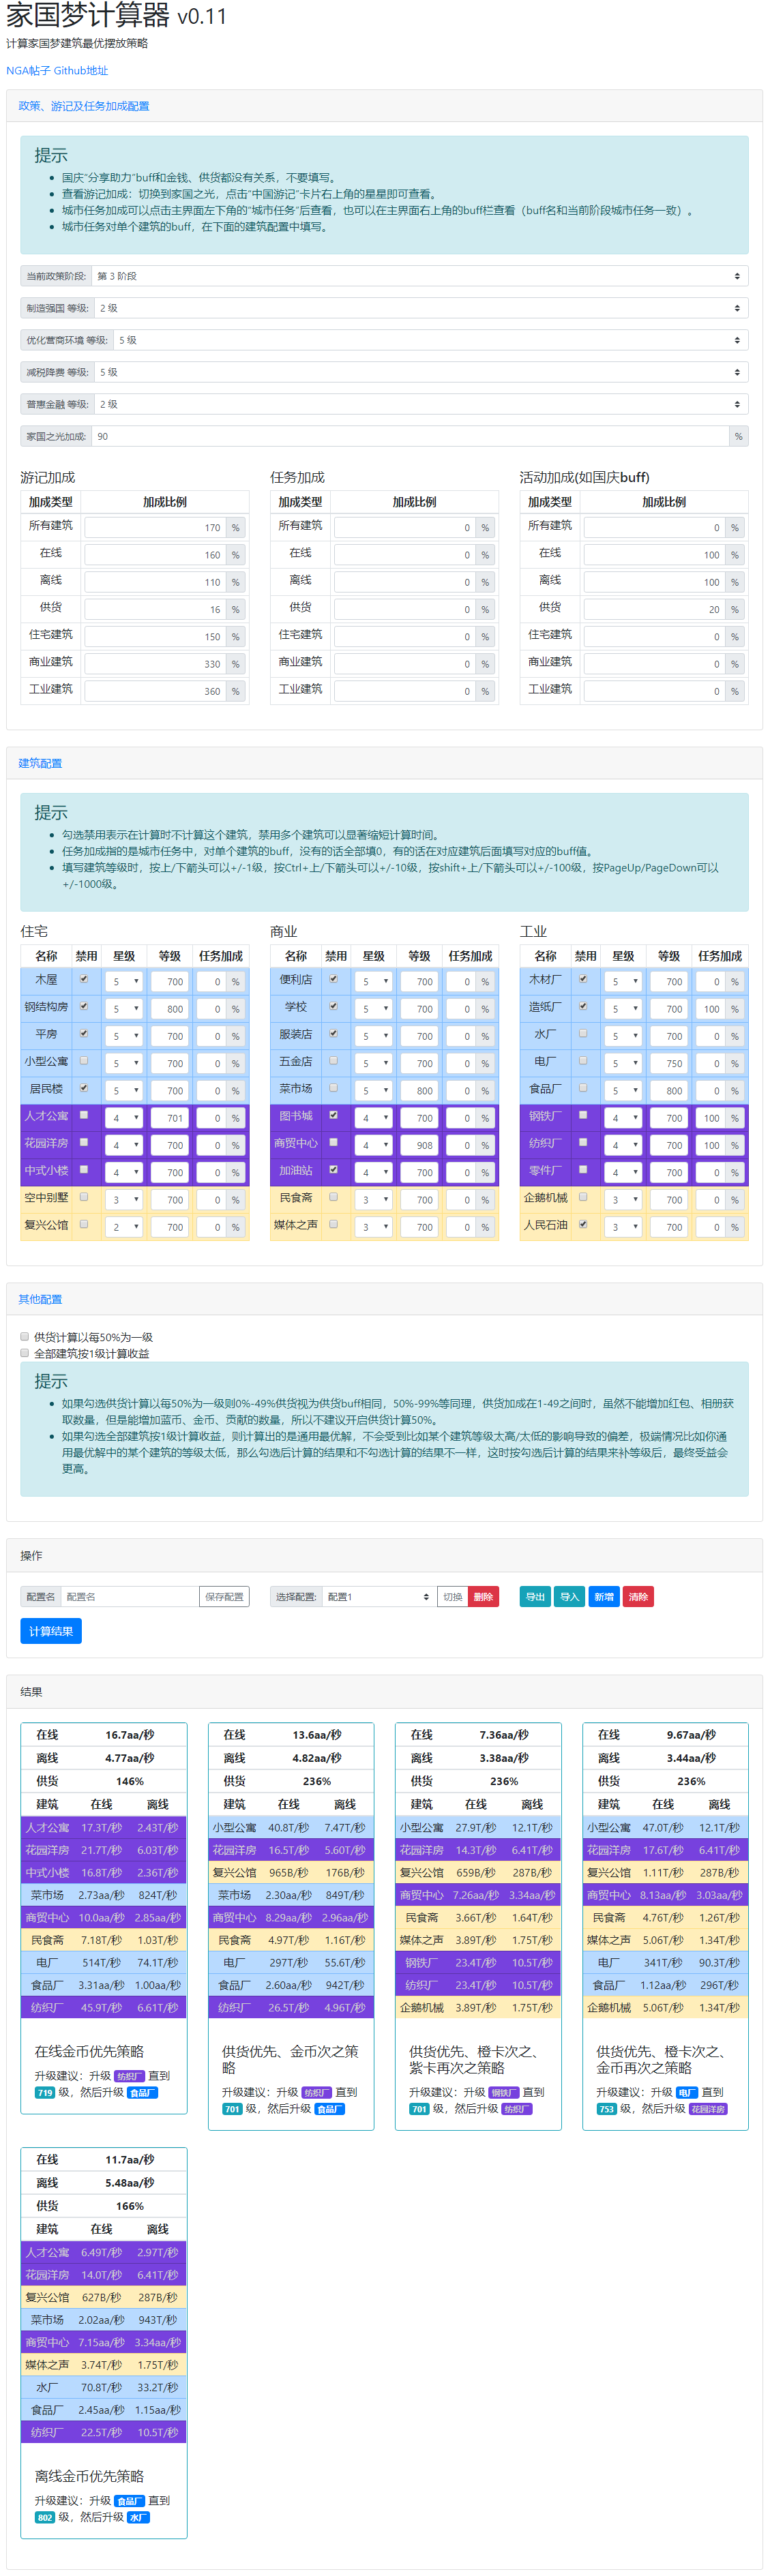 家国梦计算器 v0.11
计算家国梦建筑最优摆放策略
NGA帖子 Github地址
政策、游记及任务加成配置
提示
国庆“分享助力”buff和金钱、供货都没有关系，不要填写。
查看游记加成：切换到家国之光，点击“中国游记”卡片右上角的星星即可查看。
城市任务加成可以点击主界面左下角的“城市任务”后查看，也可以在主界面右上角的buff栏查看（buff名和当前阶段城市任务一致）。
城市任务对单个建筑的buff，在下面的建筑配置中填写。
当前政策阶段: 第 3 阶段
制造强国 等级: 2 级
优化营商环境 等级: 5 级
减税降费 等级: 5 级
普惠金融 等级: 2 级
家国之光加成: 90 %
游记加成 任务加成 活动加成(如国庆buff)
加成类型 加成比例 加成类型 加成比例 加成类型 加成比例
所有建筑 170 % 所有建筑 0 % 所有建筑 0 %
在线 160 % 在线 0 % 在线 100 %
离线 110 % 离线 0 % 离线 100 %
供货 16 % 供货 0 % 供货 20 %
住宅建筑 150 % 住宅建筑 0 % 住宅建筑 0 %
商业建筑 330 % 商业建筑 0 % 商业建筑 0 %
工业建筑 360 % 工业建筑 0 % 工业建筑 0 %
建筑配置
提示
勾选禁用表示在计算时不计算这个建筑，禁用多个建筑可以显著缩短计算时间。
任务加成指的是城市任务中，对单个建筑的buff，没有的话全部填0，有的话在对应建筑后面填写对应的buff值。
填写建筑等级时，按上/下箭头可以+/-1级，按Ctrl+上/下箭头可以+/-10级，按shift+上/下箭头可以+/-100级，按PageUp/PageDown可以
+/-1000级。
住宅 商业 工业
名称 禁用 星级 等级 任务加成 名称 禁用 星级 等级 任务加成 名称 禁用 星级 等级 任务加成
木屋 5 700 0 % 便利店 5 700 0 % 木材厂 5 700 0 %
钢结构房 5 800 0 % 学校 5 700 0 % 造纸厂 5 700 100 %
平房 5 700 0 % 服装店 5 700 0 % 水厂 5 700 0 %
小型公寓 5 700 0 % 五金店 5 700 0 % 电厂 5 750 0 %
居民楼 5 700 0 % 菜市场 5 800 0 % 食品厂 5 800 0 %
人才公寓 4 701 0 % 图书城 4 700 0 % 钢铁厂 4 700 100 %
花园洋房 4 700 0 % 商贸中心 4 908 0 % 纺织厂 4 700 100 %
中式小楼 4 700 0 % 加油站 4 700 0 % 零件厂 4 700 0 %
空中别墅 3 700 0 % 民食斋 3 700 0 % 企鹅机械 3 700 0 %
复兴公馆 2 700 0 % 媒体之声 3 700 0 % 人民石油 3 700 0 %
其他配置
供货计算以每50%为一级
全部建筑按1级计算收益
提示
如果勾选供货计算以每50%为一级则0%-49%供货视为供货buff相同，50%-99%等同理，供货加成在1-49之间时，虽然不能增加红包、相册获
取数量，但是能增加蓝币、金币、贡献的数量，所以不建议开启供货计算50%。
如果勾选全部建筑按1级计算收益，则计算出的是通用最优解，不会受到比如某个建筑等级太高/太低的影响导致的偏差，极端情况比如你通
用最优解中的某个建筑的等级太低，那么勾选后计算的结果和不勾选计算的结果不一样，这时按勾选后计算的结果来补等级后，最终受益会
更高。
操作
配置名 配置名 保存配置 选择配置: 配置1 切换 删除 导出 导入 新增 清除
计算结果
结果
在线 16.7aa/秒 在线 13.6aa/秒 在线 7.36aa/秒 在线 9.67aa/秒
离线 4.77aa/秒 离线 4.82aa/秒 离线 3.38aa/秒 离线 3.44aa/秒
供货 146% 供货 236% 供货 236% 供货 236%
建筑 在线 离线 建筑 在线 离线 建筑 在线 离线 建筑 在线 离线
人才公寓 17.3T/秒 2.43T/秒 小型公寓 40.8T/秒 7.47T/秒 小型公寓 27.9T/秒 12.1T/秒 小型公寓 47.0T/秒 12.1T/秒
花园洋房 21.7T/秒 6.03T/秒 花园洋房 16.5T/秒 5.60T/秒 花园洋房 14.3T/秒 6.41T/秒 花园洋房 17.6T/秒 6.41T/秒
中式小楼 16.8T/秒 2.36T/秒 复兴公馆 965B/秒 176B/秒 复兴公馆 659B/秒 287B/秒 复兴公馆 1.11T/秒 287B/秒
菜市场 2.73aa/秒 824T/秒 菜市场 2.30aa/秒 849T/秒 商贸中心 7.26aa/秒 3.34aa/秒 商贸中心 8.13aa/秒 3.03aa/秒
商贸中心 10.0aa/秒 2.85aa/秒 商贸中心 8.29aa/秒 2.96aa/秒 民食斋 3.66T/秒 1.64T/秒 民食斋 4.76T/秒 1.26T/秒
民食斋 7.18T/秒 1.03T/秒 民食斋 4.97T/秒 1.16T/秒 媒体之声 3.89T/秒 1.75T/秒 媒体之声 5.06T/秒 1.34T/秒
电厂 514T/秒 74.1T/秒 电厂 297T/秒 55.6T/秒 钢铁厂 23.4T/秒 10.5T/秒 电厂 341T/秒 90.3T/秒
食品厂 3.31aa/秒 1.00aa/秒 食品厂 2.60aa/秒 942T/秒 纺织厂 23.4T/秒 10.5T/秒 食品厂 1.12aa/秒 296T/秒
纺织厂 45.9T/秒 6.61T/秒 纺织厂 26.5T/秒 4.96T/秒 企鹅机械 3.89T/秒 1.75T/秒 企鹅机械 5.06T/秒 1.34T/秒
在线金币优先策略
升级建议：升级 纺织厂 直到
719 级，然后升级 食品厂
供货优先、金币次之策
略
升级建议：升级 纺织厂 直到
701 级，然后升级 食品厂
供货优先、橙卡次之、
紫卡再次之策略
升级建议：升级 钢铁厂 直到
701 级，然后升级 纺织厂
供货优先、橙卡次之、
金币再次之策略
升级建议：升级 电厂 直到
753 级，然后升级 花园洋房
在线 11.7aa/秒
离线 5.48aa/秒
供货 166%
建筑 在线 离线
人才公寓 6.49T/秒 2.97T/秒
花园洋房 14.0T/秒 6.41T/秒
复兴公馆 627B/秒 287B/秒
菜市场 2.02aa/秒 943T/秒
商贸中心 7.15aa/秒 3.34aa/秒
媒体之声 3.74T/秒 1.75T/秒
水厂 70.8T/秒 33.2T/秒
食品厂 2.45aa/秒 1.15aa/秒
纺织厂 22.5T/秒 10.5T/秒
离线金币优先策略
升级建议：升级 食品厂 直到
802 级，然后升级 水厂